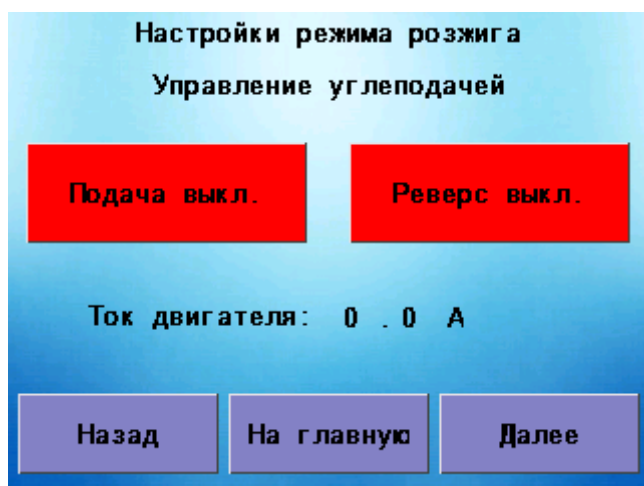 Настройки режима розжига
Управление углеподачей
Подача выкл. Реверс выкл.
Ток двигателя: 0 . 0 А
Назад На главную Далее